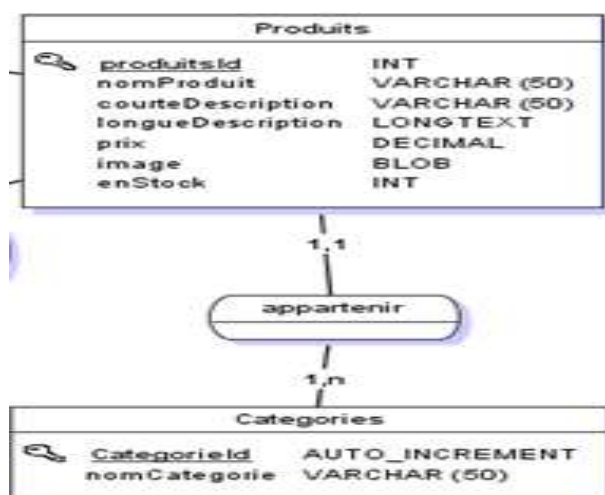 Produits
produitsId INT
nomProduit VARCHAR (50)
courteDescription VARCHAR (50)
longueDescription LONGTEXT
prix DECIMAL
image BLOB
enStock INT
1,1
appartenir
1,n
Categories
CategorieId AUTO_INCREMENT
nomCategorie VARCHAR (50)